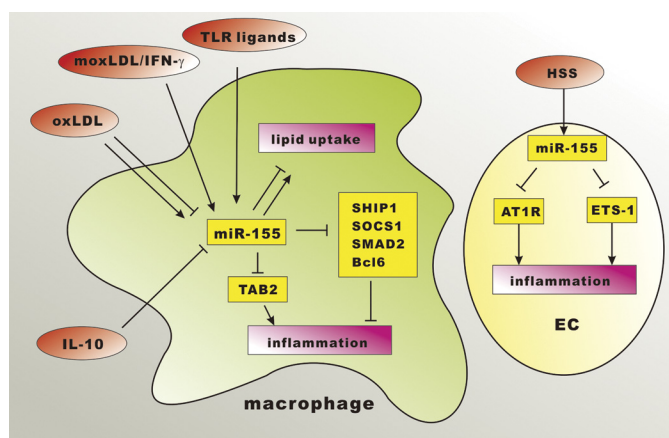 TLR ligands
moxLDL/IFN-γ
oxLDL
lipid uptake
miR-155
SHIP1
SOCS1
SMAD2
Bcl6
TAB2
IL-10
inflammation
macrophage
HSS
miR-155
AT1R
ETS-1
inflammation
EC